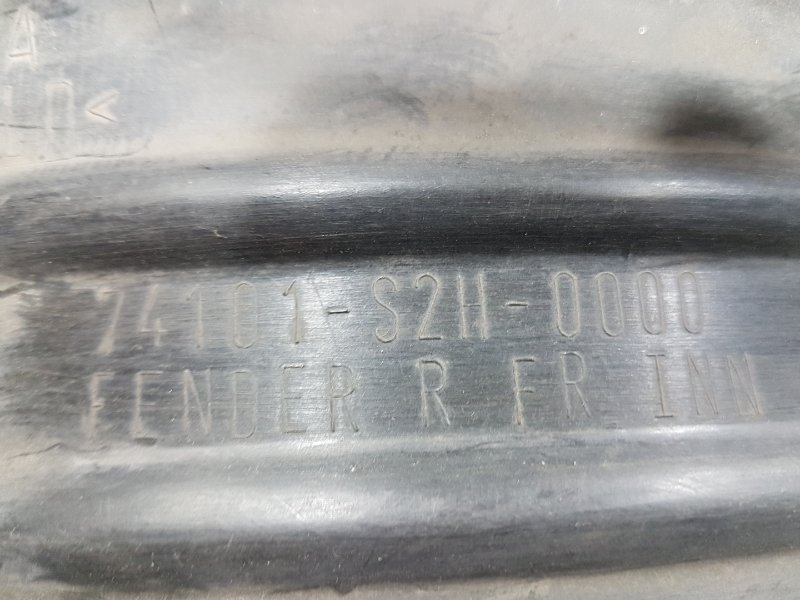 A
74101-S2H-0000
FENDER R FR INN